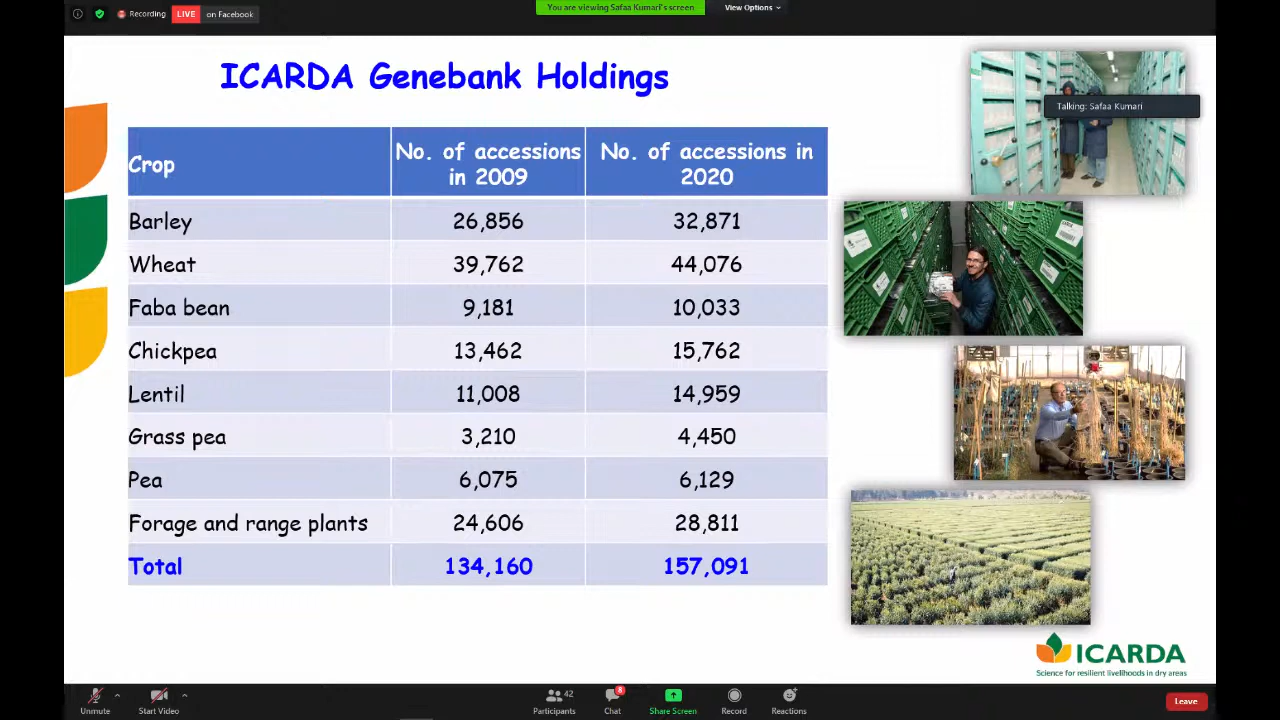 Recording LIVE on Facebook
You are viewing Safaa Kumari's screen
View Options
ICARDA Genebank Holdings
Talking: Safaa Kumari
Crop No. of accessions in 2009 No. of accessions in 2020
Barley 26,856 32,871
Wheat 39,762 44,076
Faba bean 9,181 10,033
Chickpea 13,462 15,762
Lentil 11,008 14,959
Grass pea 3,210 4,450
Pea 6,075 6,129
Forage and range plants 24,606 28,811
Total 134,160 157,091
ICARDA
Science for resilient livelihoods in dry areas
Unmute Start Video Participants 42 Chat 8 Share Screen Record Reactions Leave